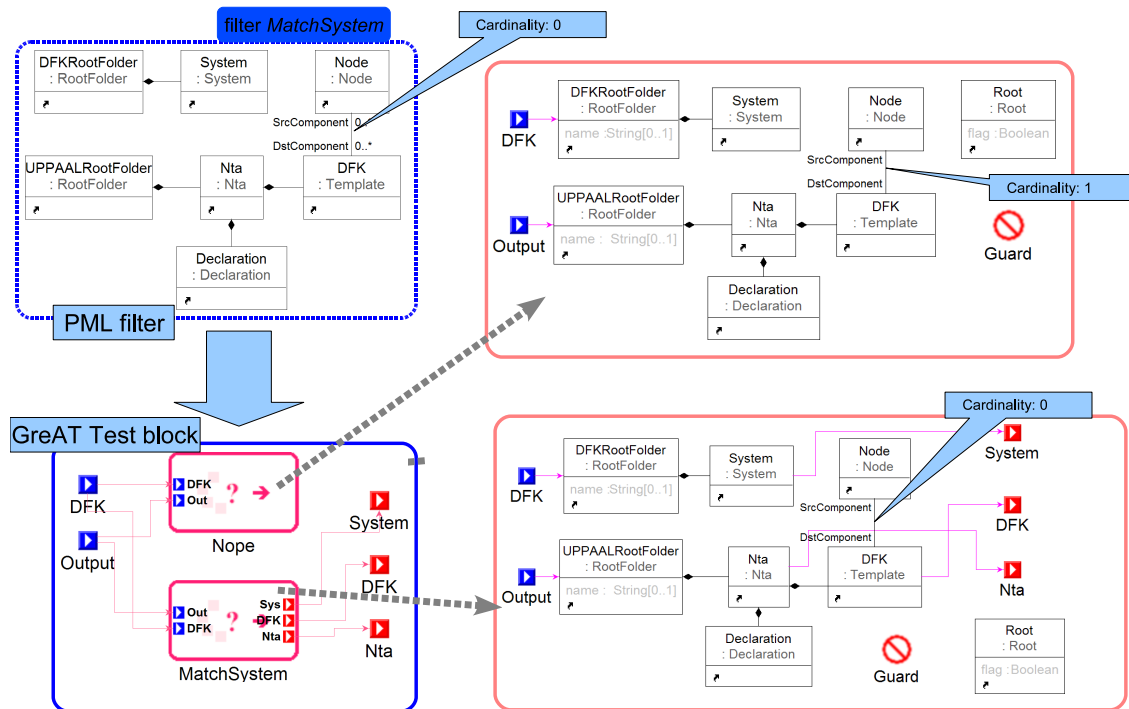 filter MatchSystem
Cardinality: 0
DFKRootFolder
: RootFolder
System
: System
Node
: Node
SrcComponent
DstComponent
0..*
UPPAALRootFolder
: RootFolder
Nta
: Nta
DFK
: Template
Declaration
: Declaration
PML filter
DFK
DFKRootFolder
: RootFolder
name :String[0..1]
System
: System
Node
: Node
Root
: Root
flag :Boolean
SrcComponent
DstComponent
Cardinality: 1
Output
UPPAALRootFolder
: RootFolder
name : String[0..1]
Nta
: Nta
DFK
: Template
Guard
Declaration
: Declaration
GreAT Test block
DFK
Output
DFK
Out
?
Nope
Out
DFK
?
Sys
DFK
Nta
MatchSystem
System
DFK
Nta
Cardinality: 0
DFK
DFKRootFolder
: RootFolder
name :String[0..1]
System
: System
Node
: Node
System
SrcComponent
DstComponent
DFK
Output
UPPAALRootFolder
: RootFolder
name : String[0..1]
Nta
: Nta
DFK
: Template
Nta
Declaration
: Declaration
Guard
Root
: Root
flag :Boolean